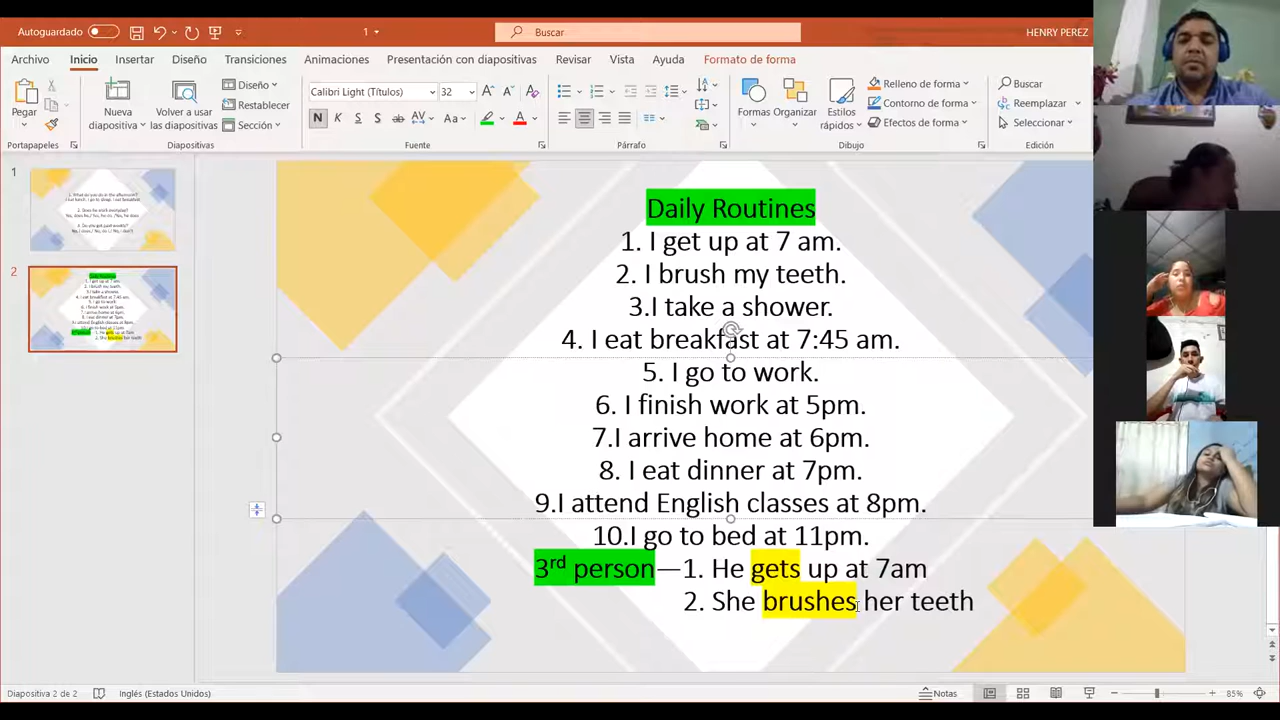 Autoguardado
1
Buscar
HENRY PEREZ
Archivo Inicio Insertar Diseño Transiciones Animaciones Presentación con diapositivas Revisar Vista Ayuda Formato de forma
Pegar
Nueva diapositiva
Volver a usar las diapositivas
Diseño
Restablecer
Sección
Calibri Light (Títulos) 32
N I S S ab AV Aa A
Formas Organizar Estilos rápidos
Relleno de forma
Contorno de forma
Efectos de forma
Buscar
Reemplazar
Seleccionar
Portapapeles Diapositivas Fuente Párrafo Dibujo Edición
1
2
Daily Routines
1. I get up at 7 am.
2. I brush my teeth.
3.I take a shower.
4. I eat breakfast at 7:45 am.
5. I go to work.
6. I finish work at 5pm.
7.I arrive home at 6pm.
8. I eat dinner at 7pm.
9.I attend English classes at 8pm.
10.I go to bed at 11pm.
3rd person—1. He gets up at 7am
2. She brushes her teeth
Diapositiva 2 de 2 Inglés (Estados Unidos) Notas 85%